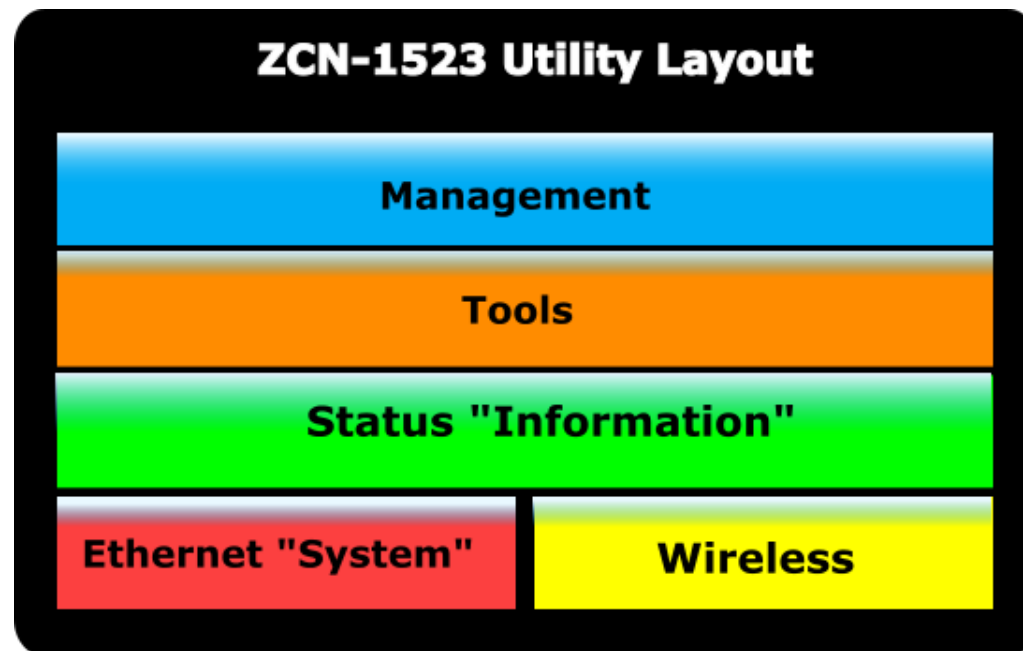 ZCN-1523 Utility Layout
Management
Tools
Status "Information"
Ethernet "System"
Wireless